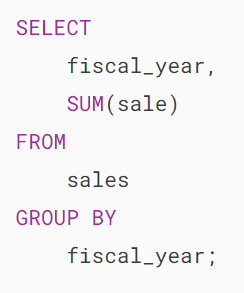 SELECT
    fiscal_year,
    SUM(sale)
FROM
    sales
GROUP BY
    fiscal_year;